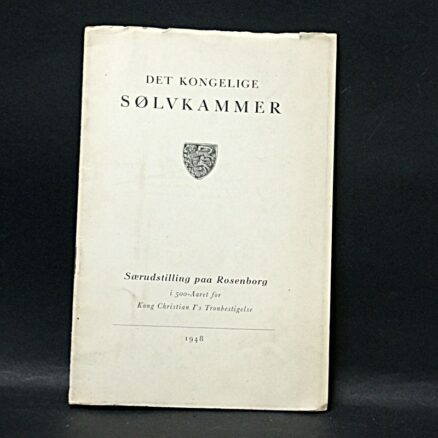 DET KONGELIGE
SØLVKAMMER
Særudstilling paa Rosenborg
i 500-Aaret for
Kong Christian I's Tronbestigelse
1948